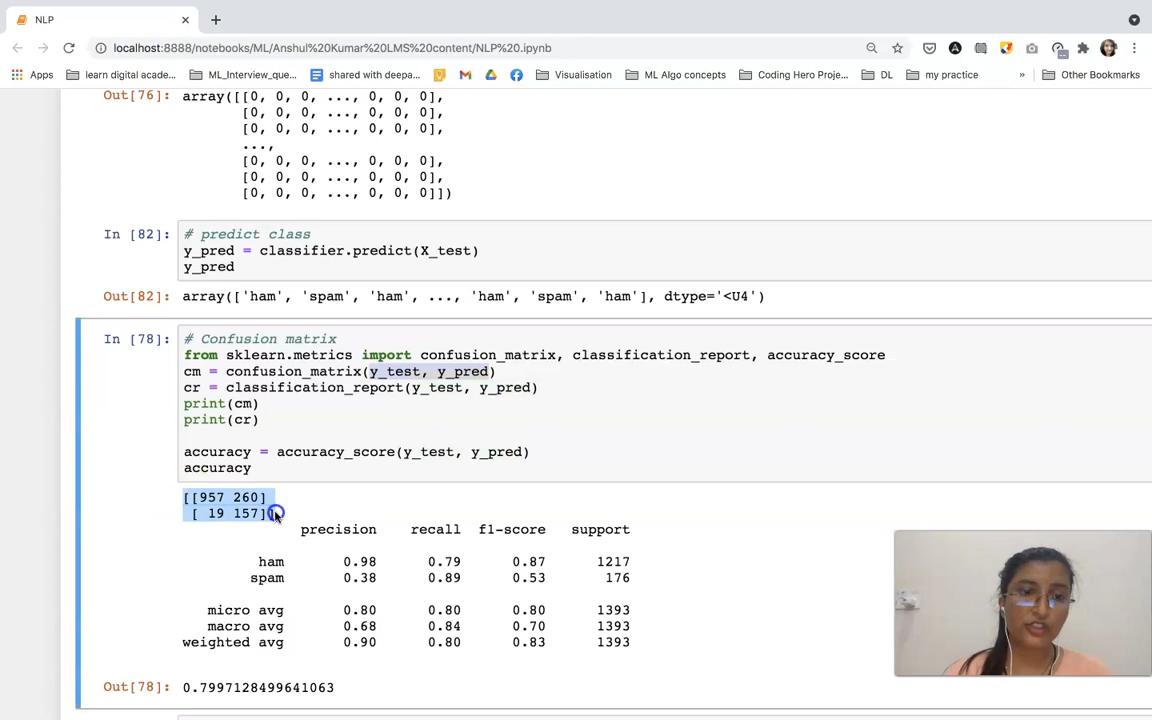 NLP
localhost:8888/notebooks/ML/Anshul%20Kumar%20LMS%20content/NLP%20.ipynb
Apps learn digital acade... ML_Interview_que... shared with deepa... Visualisation ML Algo concepts Coding Hero Proje... DL my practice » Other Bookmarks
Out[76]: array([[0, 0, 0, ..., 0, 0, 0],
[0, 0, 0, ..., 0, 0, 0],
[0, 0, 0, ..., 0, 0, 0],
...,
[0, 0, 0, ..., 0, 0, 0],
[0, 0, 0, ..., 0, 0, 0],
[0, 0, 0, ..., 0, 0, 0]])
In [82]: # predict class
y_pred = classifier.predict(X_test)
y_pred
Out[82]: array(['ham', 'spam', 'ham', ..., 'ham', 'spam', 'ham'], dtype='<U4')
In [78]: # Confusion matrix
from sklearn.metrics import confusion_matrix, classification_report, accuracy_score
cm = confusion_matrix(y_test, y_pred)
cr = classification_report(y_test, y_pred)
print(cm)
print(cr)
accuracy = accuracy_score(y_test, y_pred)
accuracy
[[957 260]
[ 19 157]]
precision recall f1-score support
ham 0.98 0.79 0.87 1217
spam 0.38 0.89 0.53 176
micro avg 0.80 0.80 0.80 1393
macro avg 0.68 0.84 0.70 1393
weighted avg 0.90 0.80 0.83 1393
Out[78]: 0.7997128499641063